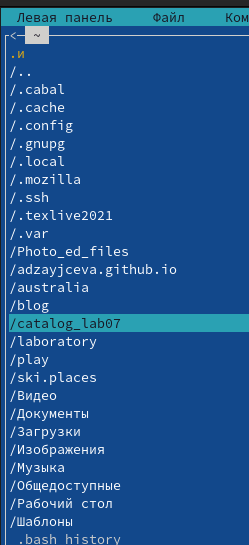 Левая панель Файл Ком
<- ~
.и
/..
/.cabal
/.cache
/.config
/.gnupg
/.local
/.mozilla
/.ssh
/.texlive2021
/.var
/Photo_ed_files
/adzayjceva.github.io
/australia
/blog
/catalog_lab07
/laboratory
/play
/ski.places
/Видео
/Документы
/Загрузки
/Изображения
/Музыка
/Общедоступные
/Рабочий стол
/Шаблоны
.bash_history